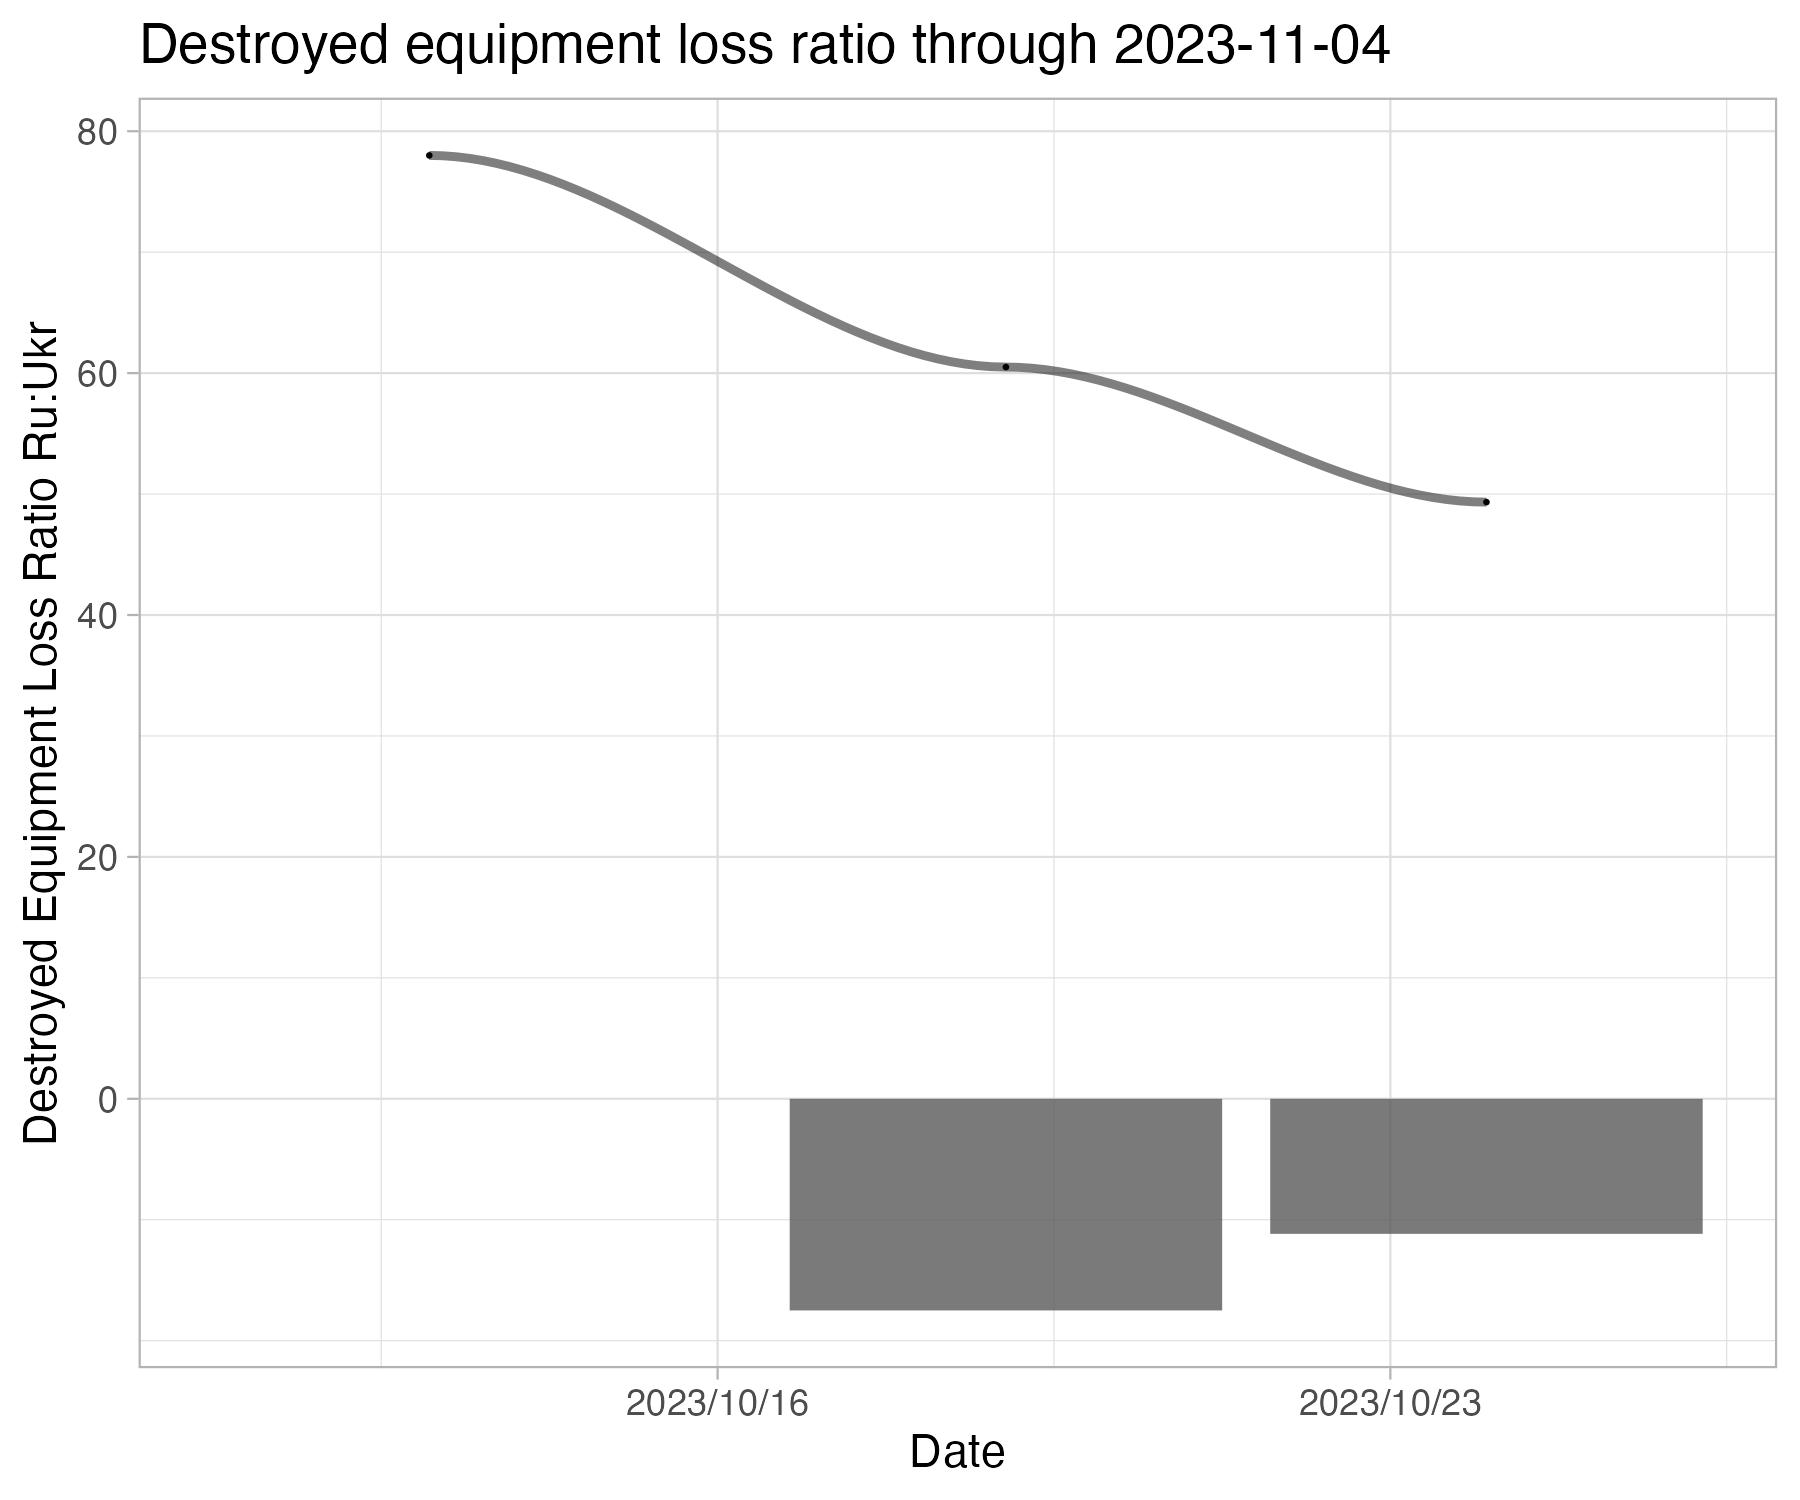 Destroyed equipment loss ratio through 2023-11-04
Destroyed Equipment Loss Ratio Ru:Ukr
80
60
40
20
0
2023/10/16
2023/10/23
Date